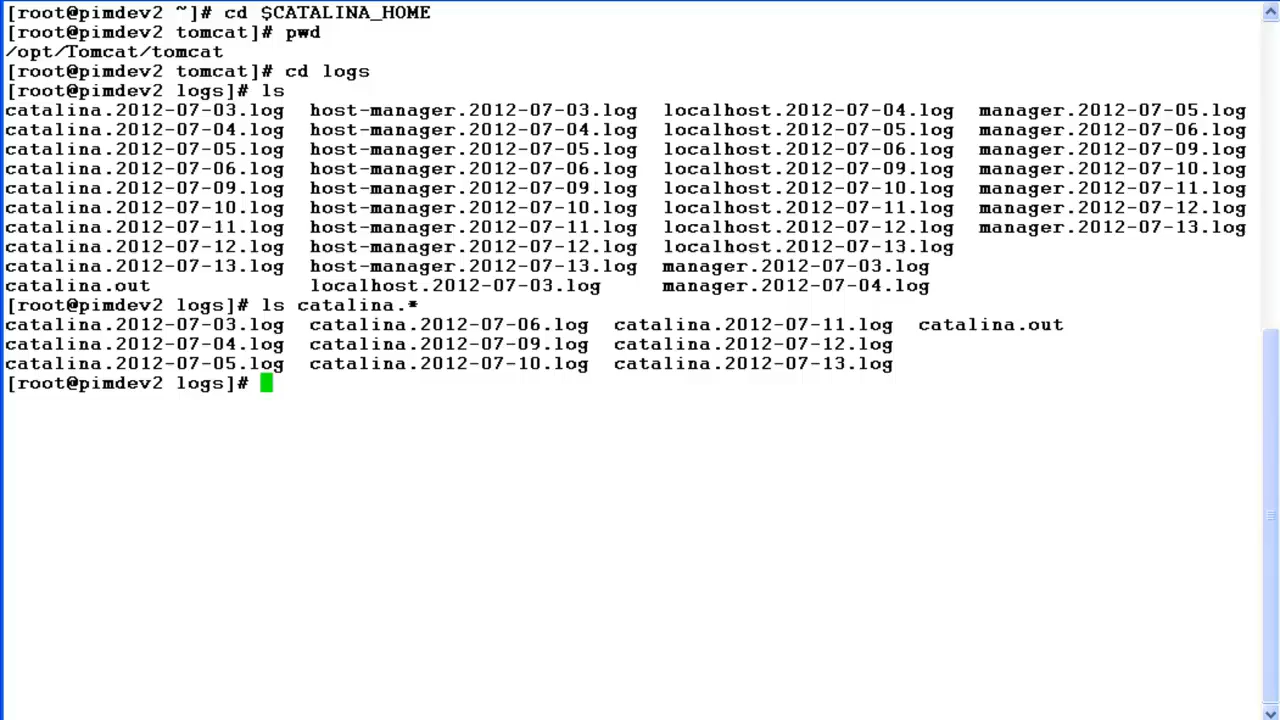 [root@pimdev2 ~]# cd $CATALINA_HOME
[root@pimdev2 tomcat]# pwd
/opt/Tomcat/tomcat
[root@pimdev2 tomcat]# cd logs
[root@pimdev2 logs]# ls
catalina.2012-07-03.log host-manager.2012-07-03.log localhost.2012-07-04.log manager.2012-07-05.log
catalina.2012-07-04.log host-manager.2012-07-04.log localhost.2012-07-05.log manager.2012-07-06.log
catalina.2012-07-05.log host-manager.2012-07-05.log localhost.2012-07-06.log manager.2012-07-09.log
catalina.2012-07-06.log host-manager.2012-07-06.log localhost.2012-07-09.log manager.2012-07-10.log
catalina.2012-07-09.log host-manager.2012-07-09.log localhost.2012-07-10.log manager.2012-07-11.log
catalina.2012-07-10.log host-manager.2012-07-10.log localhost.2012-07-11.log manager.2012-07-12.log
catalina.2012-07-11.log host-manager.2012-07-11.log localhost.2012-07-12.log manager.2012-07-13.log
catalina.2012-07-12.log host-manager.2012-07-12.log localhost.2012-07-13.log
catalina.2012-07-13.log host-manager.2012-07-13.log manager.2012-07-03.log
catalina.out localhost.2012-07-03.log manager.2012-07-04.log
[root@pimdev2 logs]# ls catalina.*
catalina.2012-07-03.log catalina.2012-07-06.log catalina.2012-07-11.log catalina.out
catalina.2012-07-04.log catalina.2012-07-09.log catalina.2012-07-12.log
catalina.2012-07-05.log catalina.2012-07-10.log catalina.2012-07-13.log
[root@pimdev2 logs]#